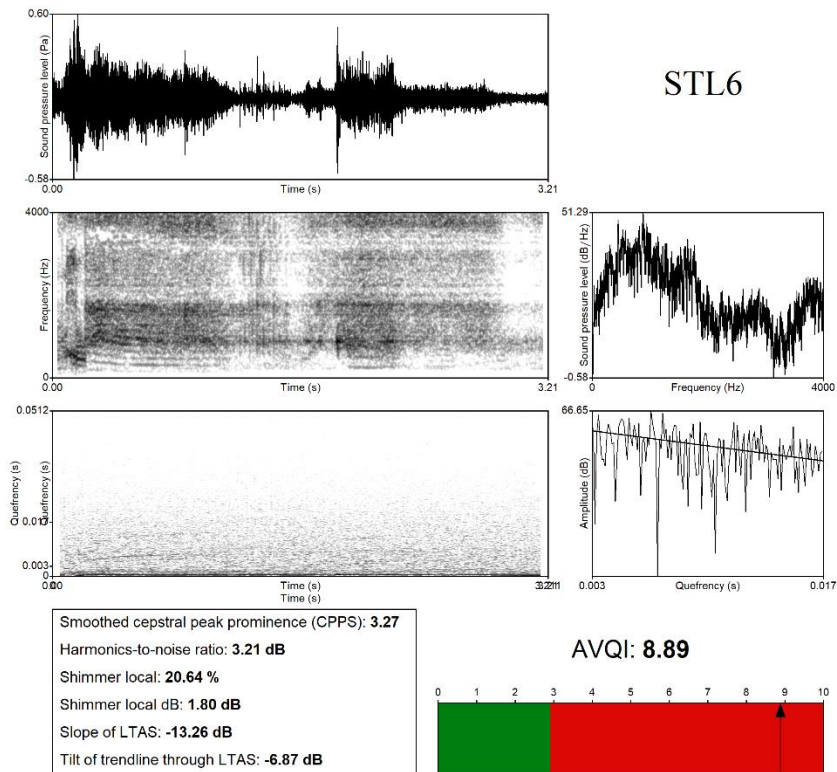 STL6
0.60
Sound pressure level (Pa)
-0.58
0.00
Time (s)
3.21
4000
Frequency (Hz)
0
0.00
Time (s)
3.21
51.29
Sound pressure level (dB/Hz)
-0.58
0
Frequency (Hz)
4000
0.0512
Quefrency (s)
Quefrency (s)
0.003
0
Time (s)
Time (s)
66.65
Amplitude (dB)
0.003
Quefrency (s)
0.017
Smoothed cepstral peak prominence (CPPS): 3.27
Harmonics-to-noise ratio: 3.21 dB
Shimmer local: 20.64 %
Shimmer local dB: 1.80 dB
Slope of LTAS: -13.26 dB
Tilt of trendline through LTAS: -6.87 dB
AVQI: 8.89
0 1 2 3 4 5 6 7 8 9 10